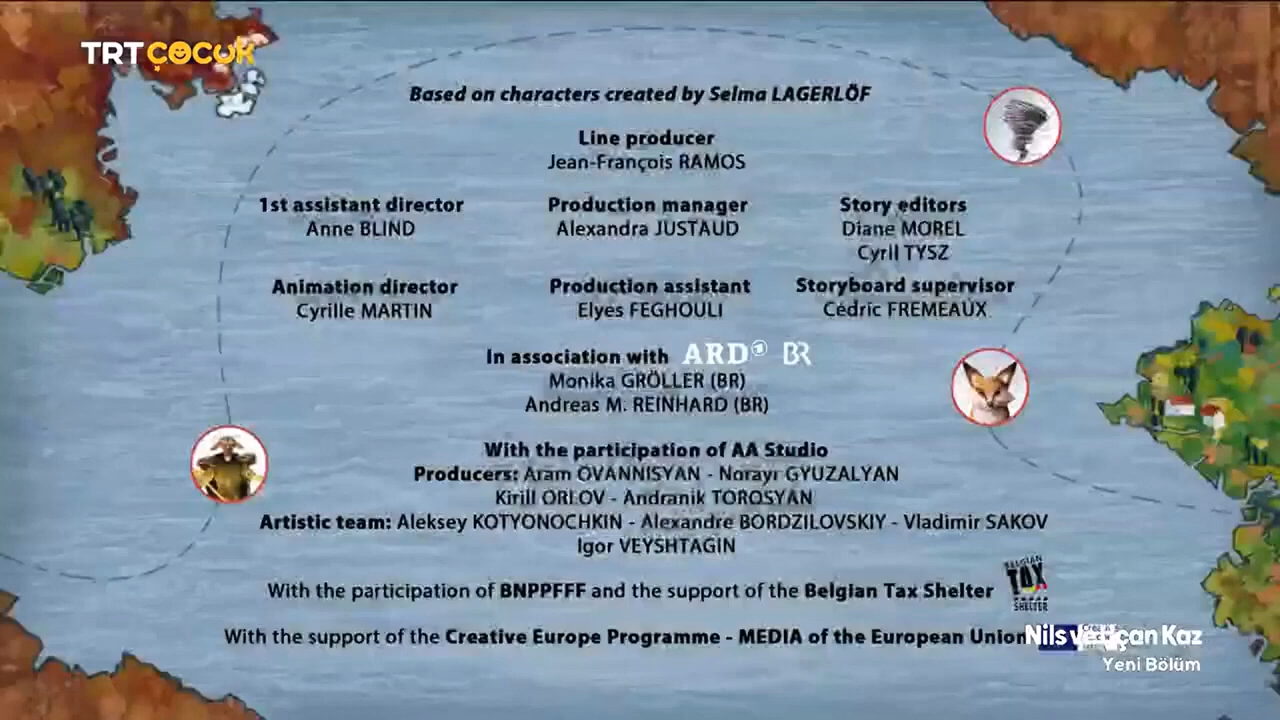 TRT ÇOCUK
Based on characters created by Selma LAGERLÖF
Line producer
Jean-François RAMOS
1st assistant director
Anne BLIND
Production manager
Alexandra JUSTAUD
Story editors
Diane MOREL
Cyril TYSZ
Animation director
Cyrille MARTIN
Production assistant
Elyes FEGHOULI
Storyboard supervisor
Cédric FREMEAUX
In association with ARD BR
Monika GRÖLLER (BR)
Andreas M. REINHARD (BR)
With the participation of AA Studio
Producers: Aram OVANNISYAN - Norayr GYUZALYAN
Kirill ORLOV - Andranik TOROSYAN
Artistic team: Aleksey KOTYONOCHKIN - Alexandre BORDZILOVSKIY - Vladimir SAKOV
Igor VEYSHTAGIN
With the participation of BNPPFFF and the support of the Belgian Tax Shelter
BELGIAN
TAX
SHELTER
With the support of the Creative Europe Programme - MEDIA of the European Union
Nils ve Uçan Kaz
Yeni Bölüm